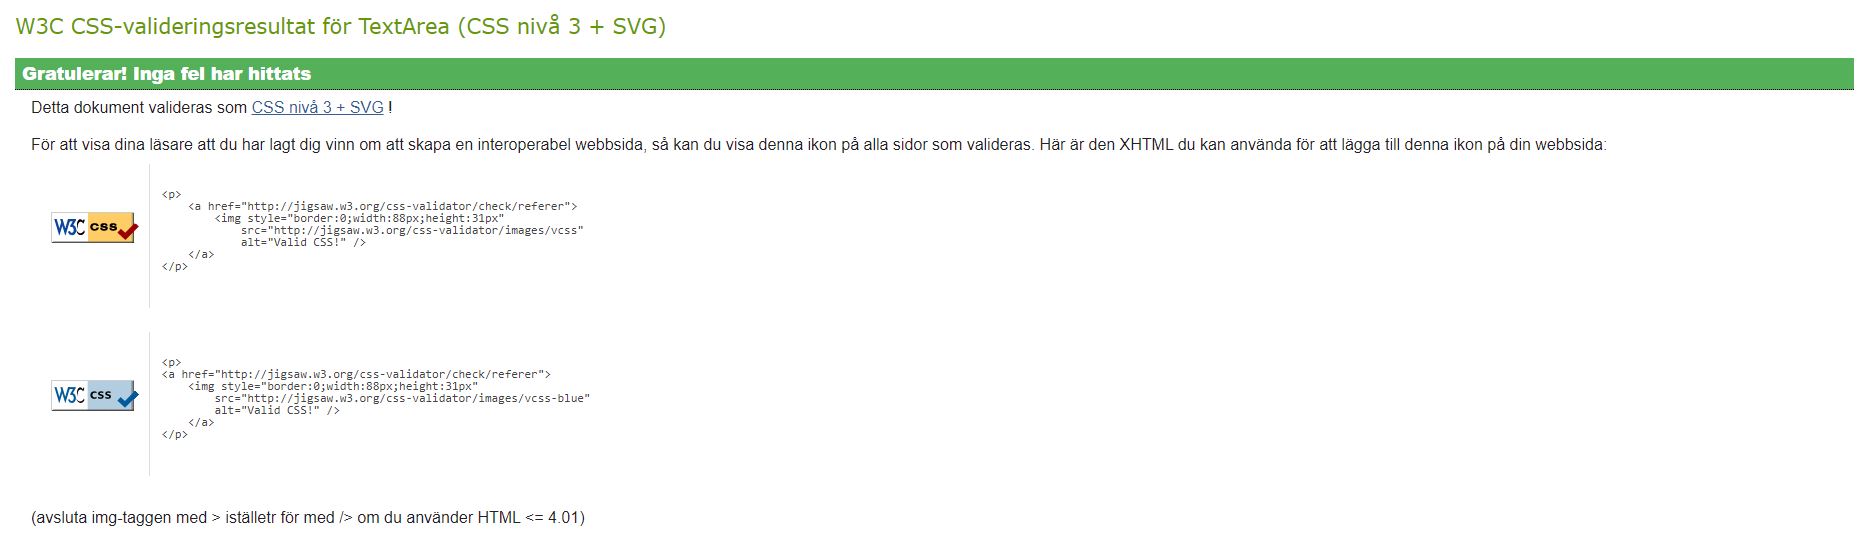 W3C CSS-valideringsresultat för TextArea (CSS nivå 3 + SVG)
Gratulerar! Inga fel har hittats
Detta dokument valideras som CSS nivå 3 + SVG !
För att visa dina läsare att du har lagt dig vinn om att skapa en interoperabel webbsida, så kan du visa denna ikon på alla sidor som valideras. Här är den XHTML du kan använda för att lägga till denna ikon på din webbsida:
W3C css
<p>
<a href="http://jigsaw.w3.org/css-validator/check/referer">
<img style="border:0;width:88px;height:31px"
src="http://jigsaw.w3.org/css-validator/images/vcss"
alt="Valid CSS!" />
</a>
</p>
W3C css
<p>
<a href="http://jigsaw.w3.org/css-validator/check/referer">
<img style="border:0;width:88px;height:31px"
src="http://jigsaw.w3.org/css-validator/images/vcss-blue"
alt="Valid CSS!" />
</a>
</p>
(avsluta img-taggen med > iställetr för med /> om du använder HTML <= 4.01)